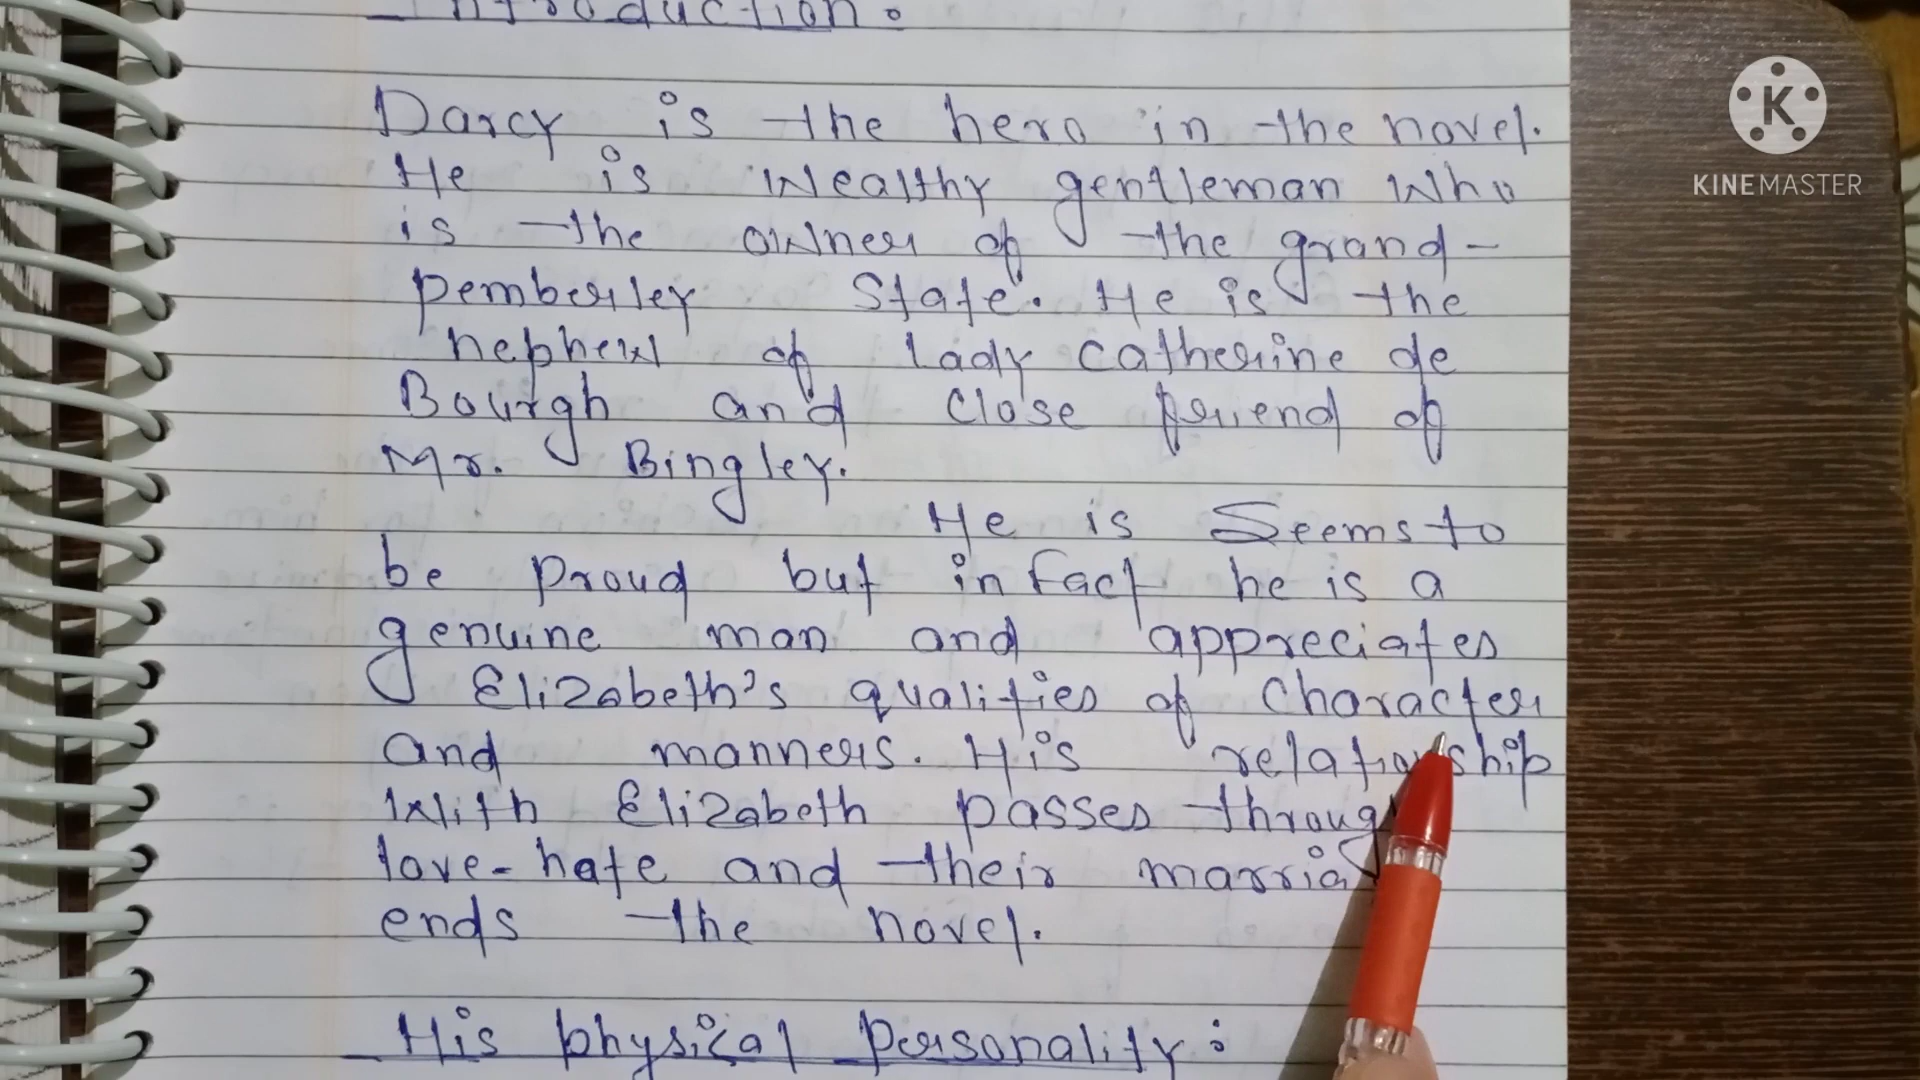 Introduction:
Darcy is the hero in the novel.
He is Wealthy gentleman Who
is the owner of the grand-
Pemberley State. He is the
nephew of lady Catherine de
Bourgh and Close friend of
Mr. Bingley.
He is Seems to
be Proud but in fact he is a
genuine man and appreciates
Elizabeth's qualities of Character
and manners. His relationship
With Elizabeth Passes through
love-hate and their
ends the novel.
His physical Personality:
KINEMASTER